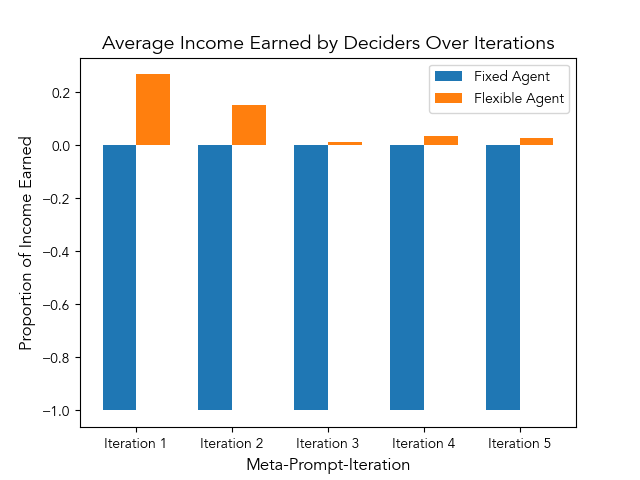 Average Income Earned by Deciders Over Iterations
Fixed Agent
Flexible Agent
Proportion of Income Earned
0.2
0.0
−0.2
−0.4
−0.6
−0.8
−1.0
Iteration 1
Iteration 2
Iteration 3
Iteration 4
Iteration 5
Meta-Prompt-Iteration